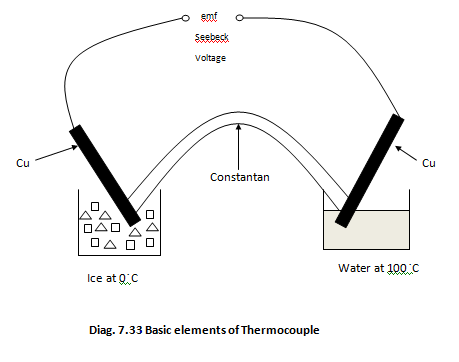 emf
Seebeck
Voltage
Cu
Constantan
Cu
Ice at 0˚C
Water at 100˚C
Diag. 7.33 Basic elements of Thermocouple